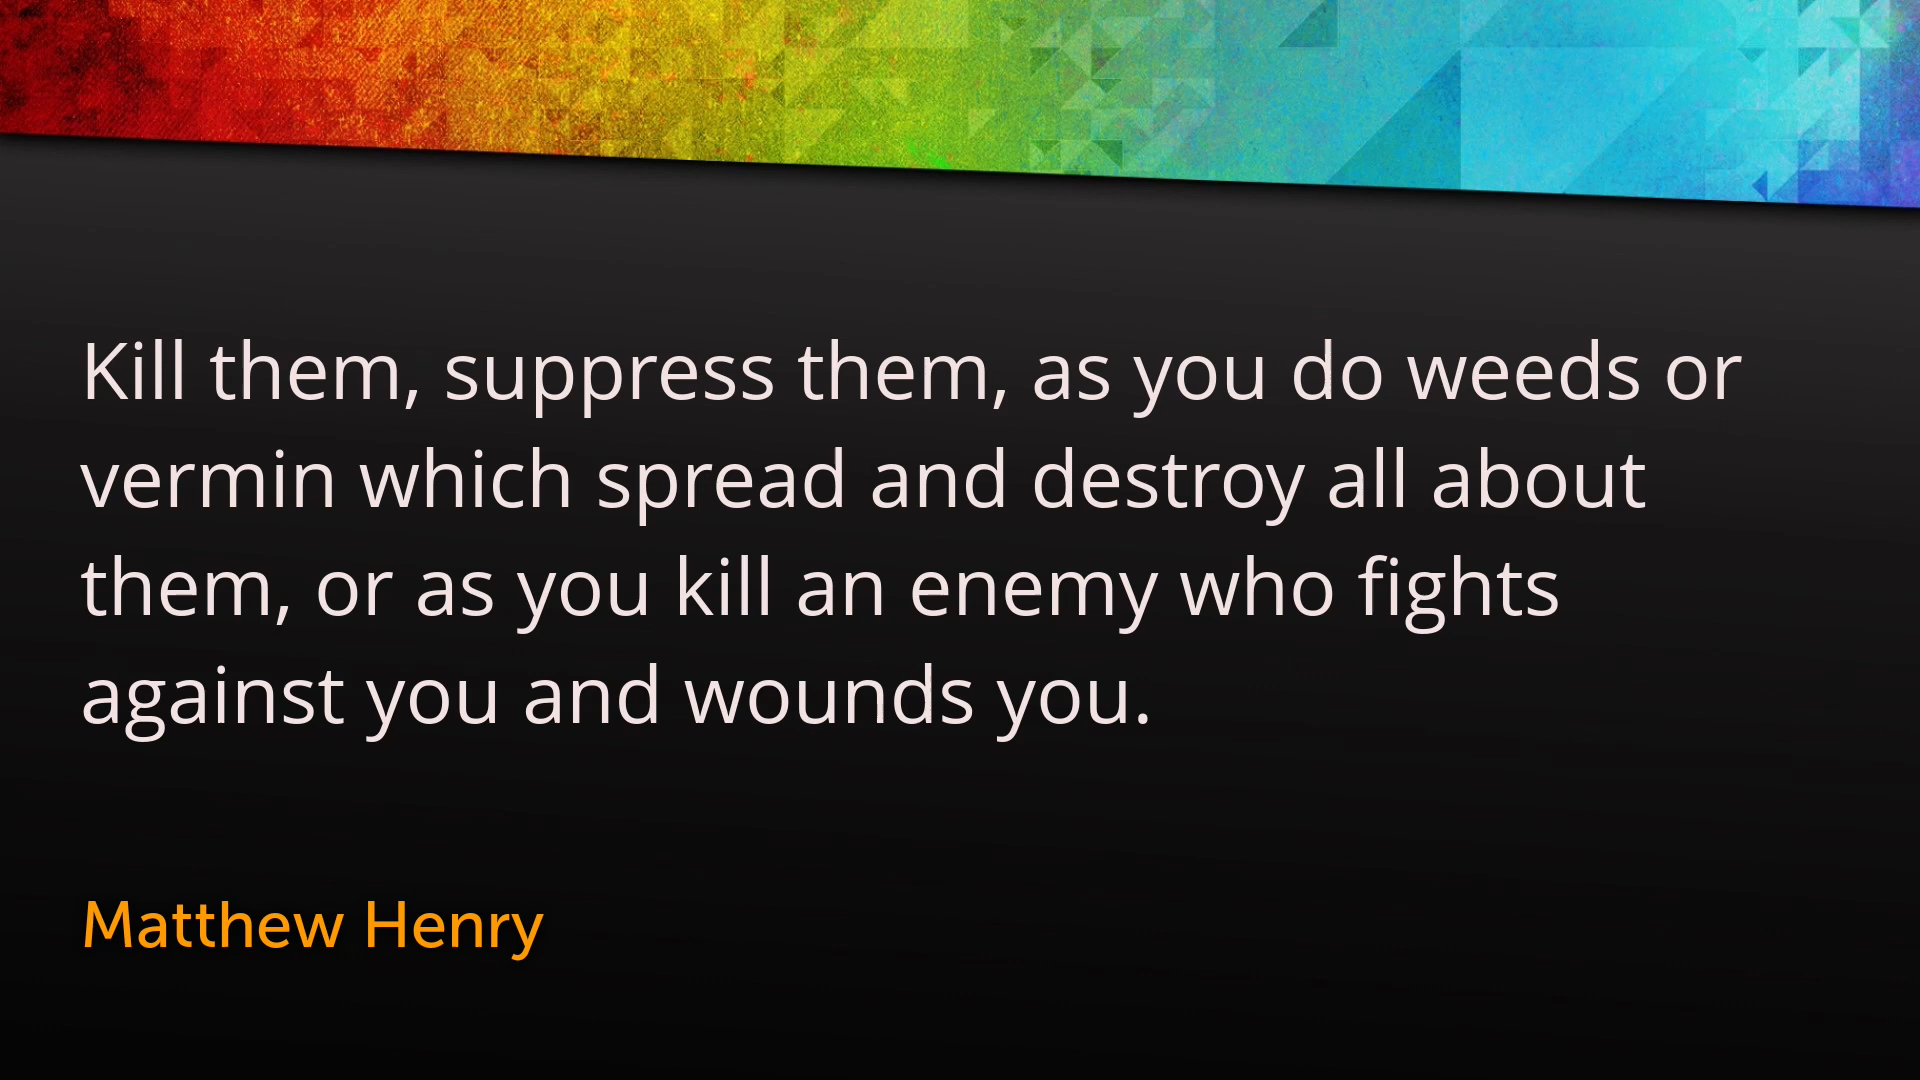 Kill them, suppress them, as you do weeds or
vermin which spread and destroy all about
them, or as you kill an enemy who fights
against you and wounds you.
Matthew Henry